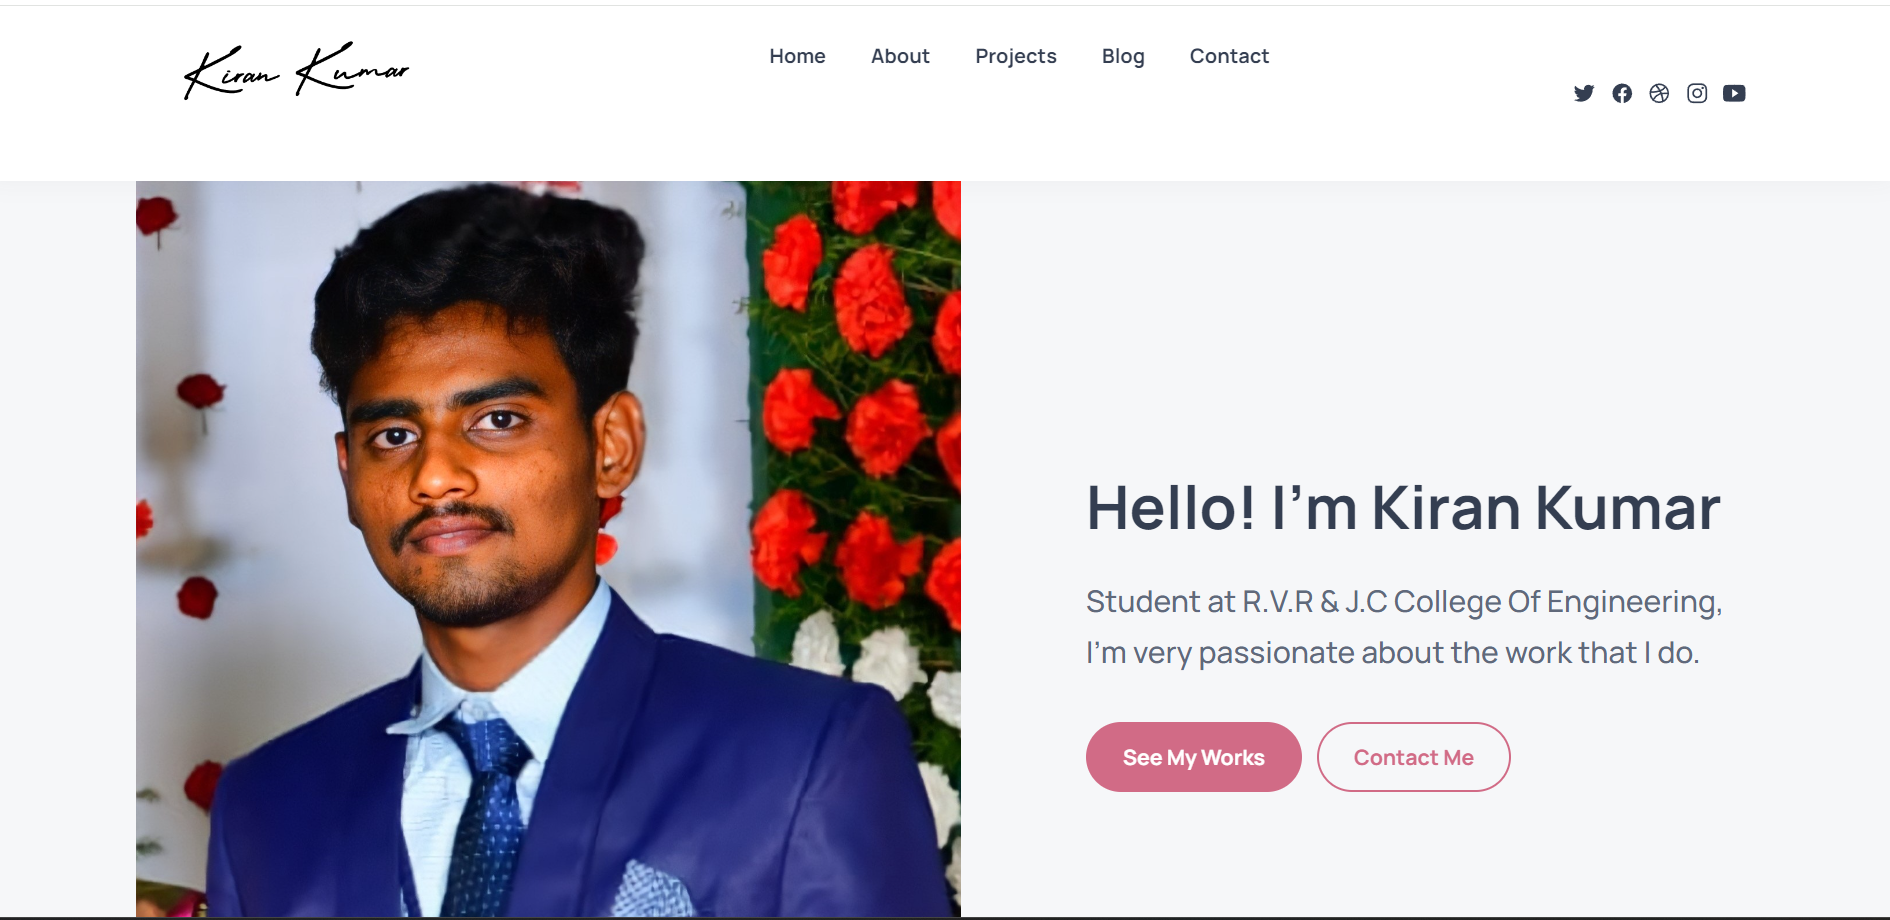 Kiran Kumar
Home About Projects Blog Contact
Hello! I’m Kiran Kumar
Student at R.V.R & J.C College Of Engineering,
I’m very passionate about the work that I do.
See My Works Contact Me